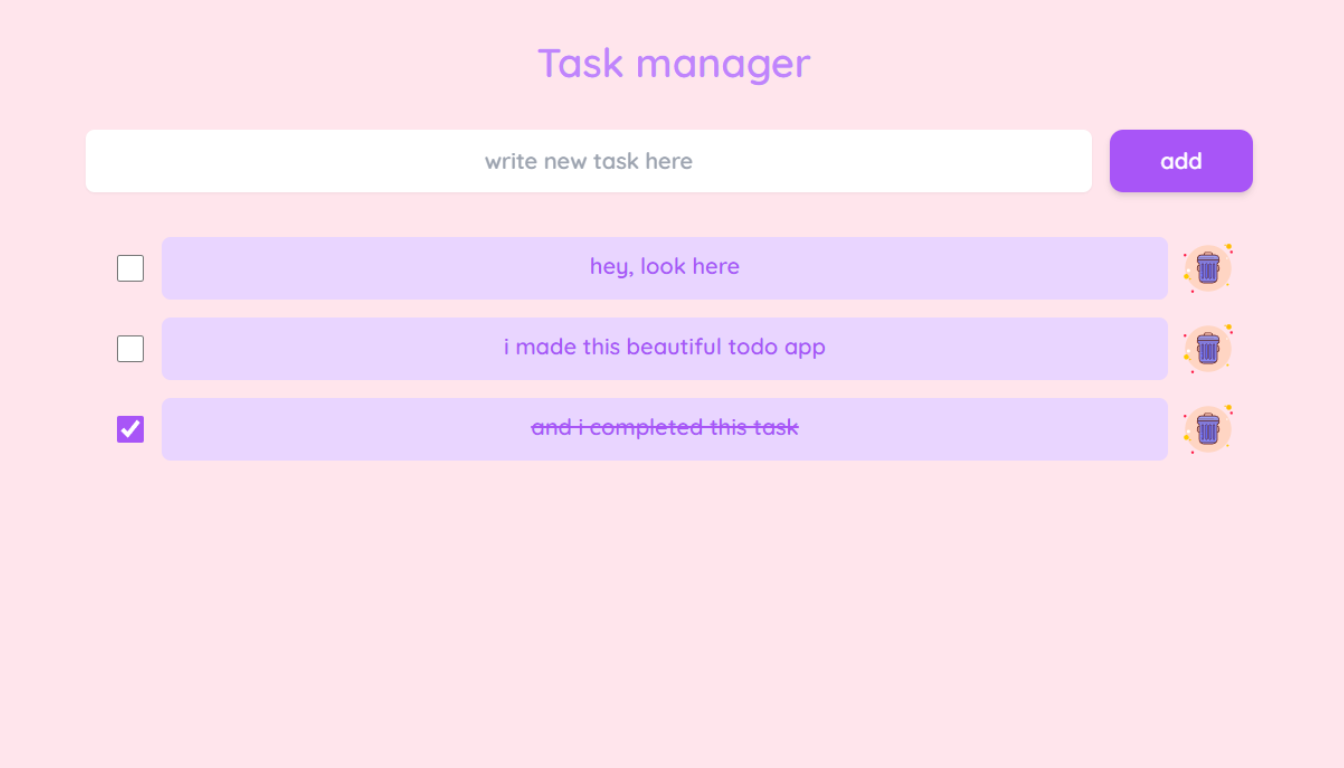 Task manager
write new task here
add
hey, look here
i made this beautiful todo app
and i completed this task